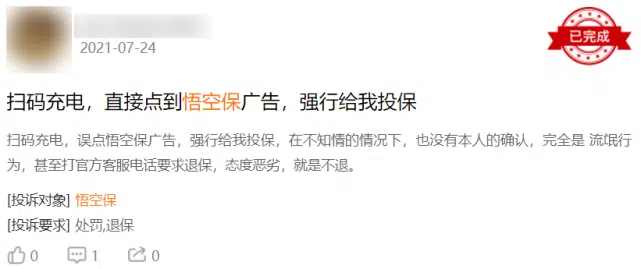 2021-07-24
已完成
扫码充电，直接点到悟空保广告，强行给我投保
扫码充电，误点悟空保广告，强行给我投保，在不知情的情况下，也没有本人的确认，完全是 流氓行
为，甚至打官方客服电话要求退保，态度恶劣，就是不退。
[投诉对象] 悟空保
[投诉要求] 处罚,退保
0 1 0